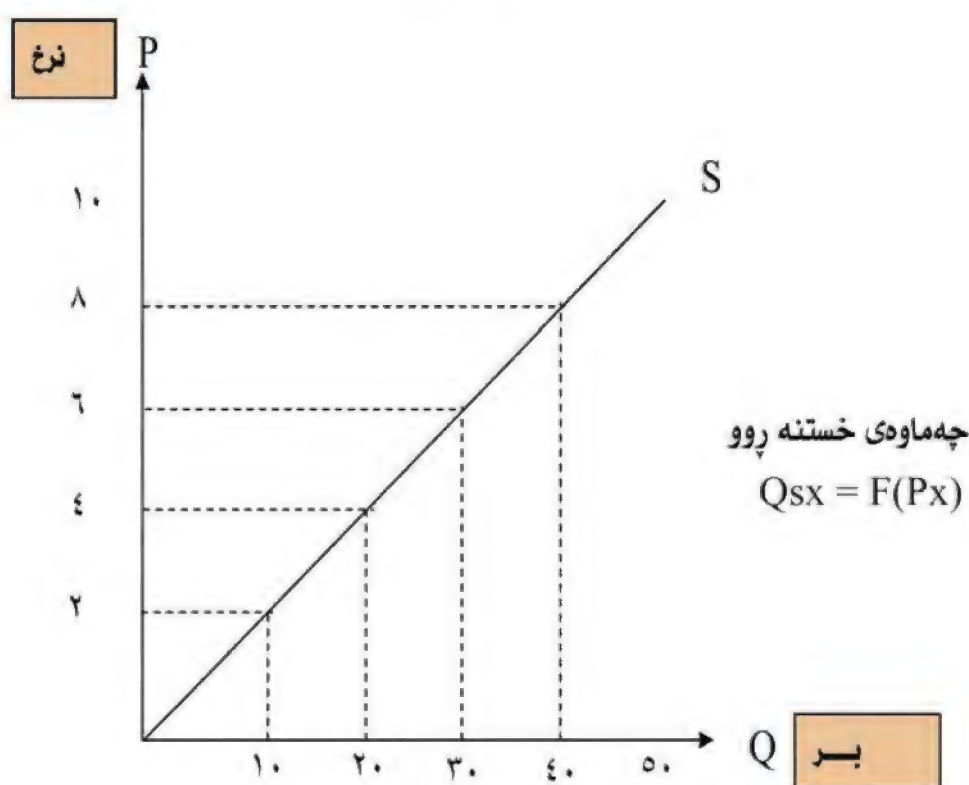 نرخ
P
١٠
٨
٦
٤
٢
S
چەماوەی خستنە ڕوو
Qsx = F(Px)
١٠ ٢٠ ٣٠ ٤٠ ٥٠
Q
بـــر